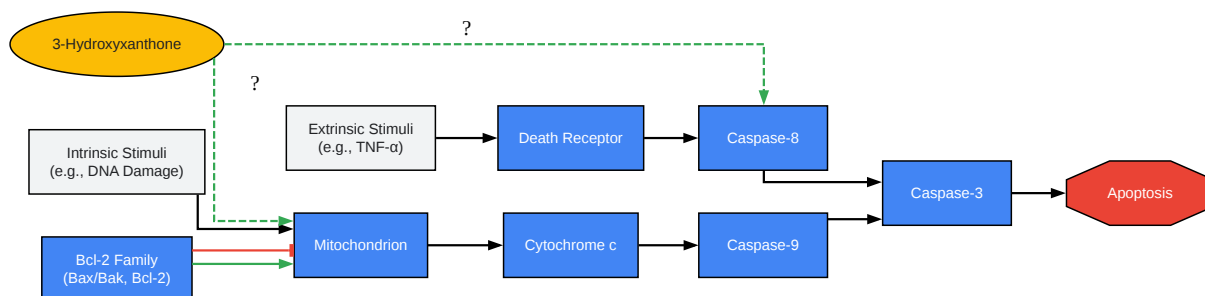 3-Hydroxyxanthone
?
?
Extrinsic Stimuli
(e.g., TNF-α)
Death Receptor
Caspase-8
Intrinsic Stimuli
(e.g., DNA Damage)
Caspase-3
Apoptosis
Mitochondrion
Cytochrome c
Caspase-9
Bcl-2 Family
(Bax/Bak, Bcl-2)